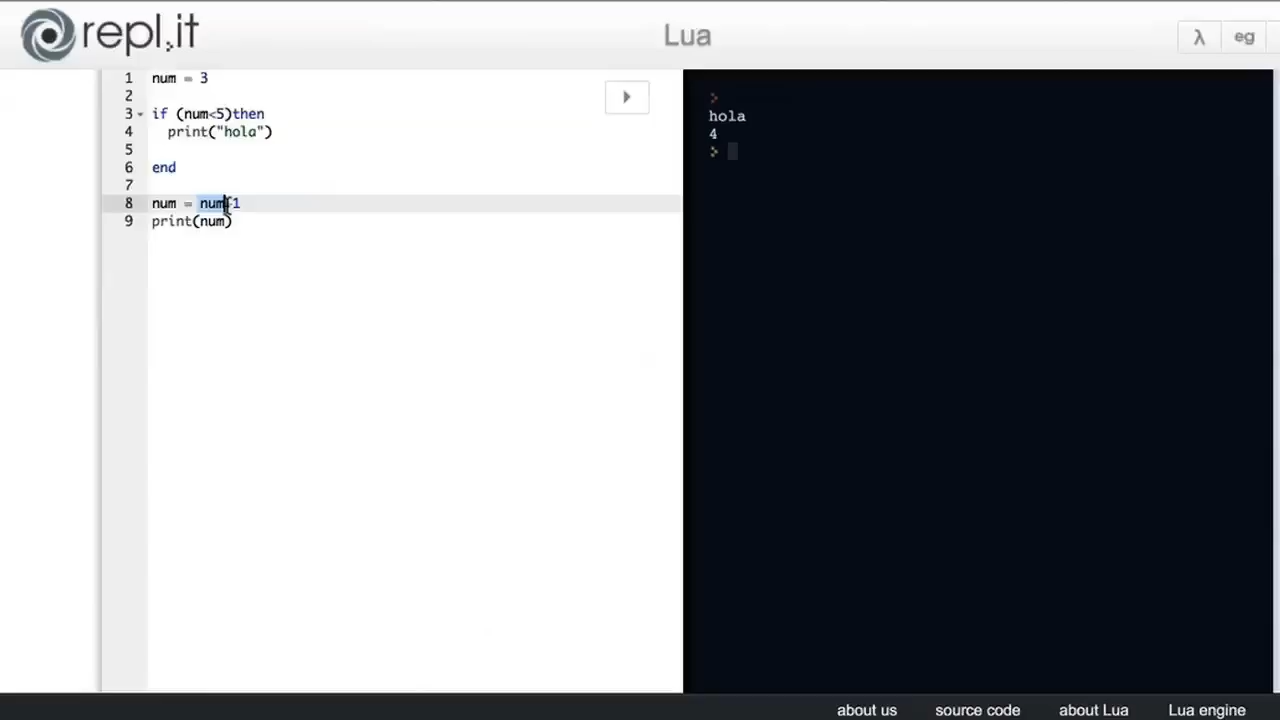 repl.it
Lua
λ
eg
1 num = 3
2
3 if (num<5)then
4 print("hola")
5
6 end
7
8 num = num 1
9 print(num)
>
hola
4
>
about us
source code
about Lua
Lua engine